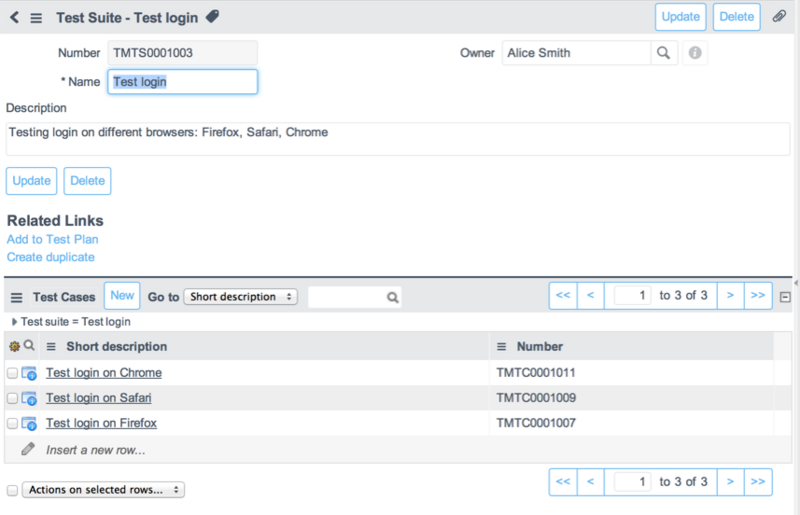 Test Suite - Test login Update Delete
Number TMTS0001003 Owner Alice Smith
* Name Test login
Description
Testing login on different browsers: Firefox, Safari, Chrome
Update Delete
Related Links
Add to Test Plan
Create duplicate
Test Cases New Go to Short description << < 1 to 3 of 3 > >>
Test suite = Test login
Short description Number
Test login on Chrome TMTC0001011
Test login on Safari TMTC0001009
Test login on Firefox TMTC0001007
Insert a new row...
Actions on selected rows... << < 1 to 3 of 3 > >>